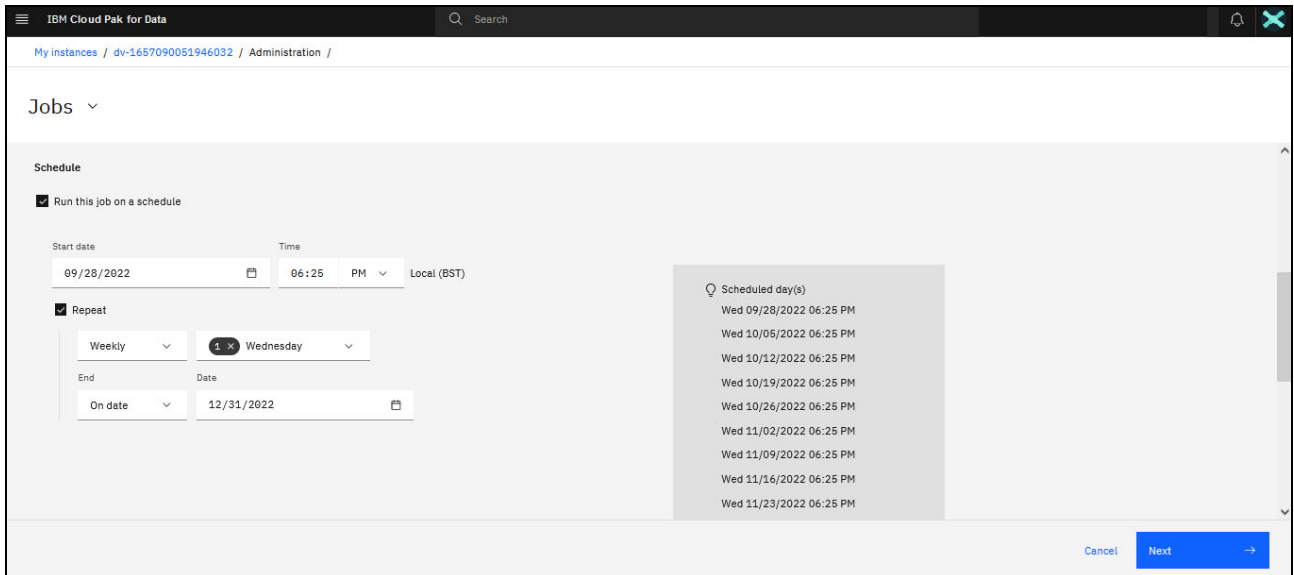 IBM Cloud Pak for Data
Search
My instances / dv-1657090051946032 / Administration /
Jobs
Schedule
Run this job on a schedule
Start date Time
09/28/2022 06:25 PM Local (BST)
Repeat
Weekly 1 × Wednesday
End Date
On date 12/31/2022
Scheduled day(s)
Wed 09/28/2022 06:25 PM
Wed 10/05/2022 06:25 PM
Wed 10/12/2022 06:25 PM
Wed 10/19/2022 06:25 PM
Wed 10/26/2022 06:25 PM
Wed 11/02/2022 06:25 PM
Wed 11/09/2022 06:25 PM
Wed 11/16/2022 06:25 PM
Wed 11/23/2022 06:25 PM
Cancel Next